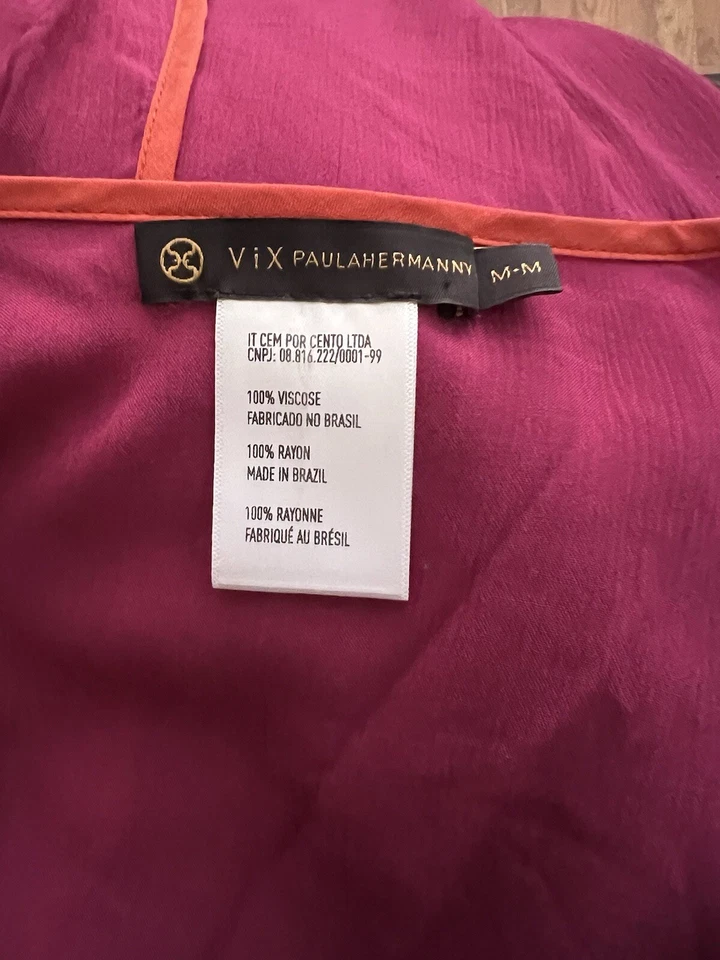 ViX PAULAHERMANNY
M-M
IT CEM POR CENTO LTDA
CNPJ: 08.816.222/0001-99
100% VISCOSE
FABRICADO NO BRASIL
100% RAYON
MADE IN BRAZIL
100% RAYONNE
FABRIQUÉ AU BRÉSIL